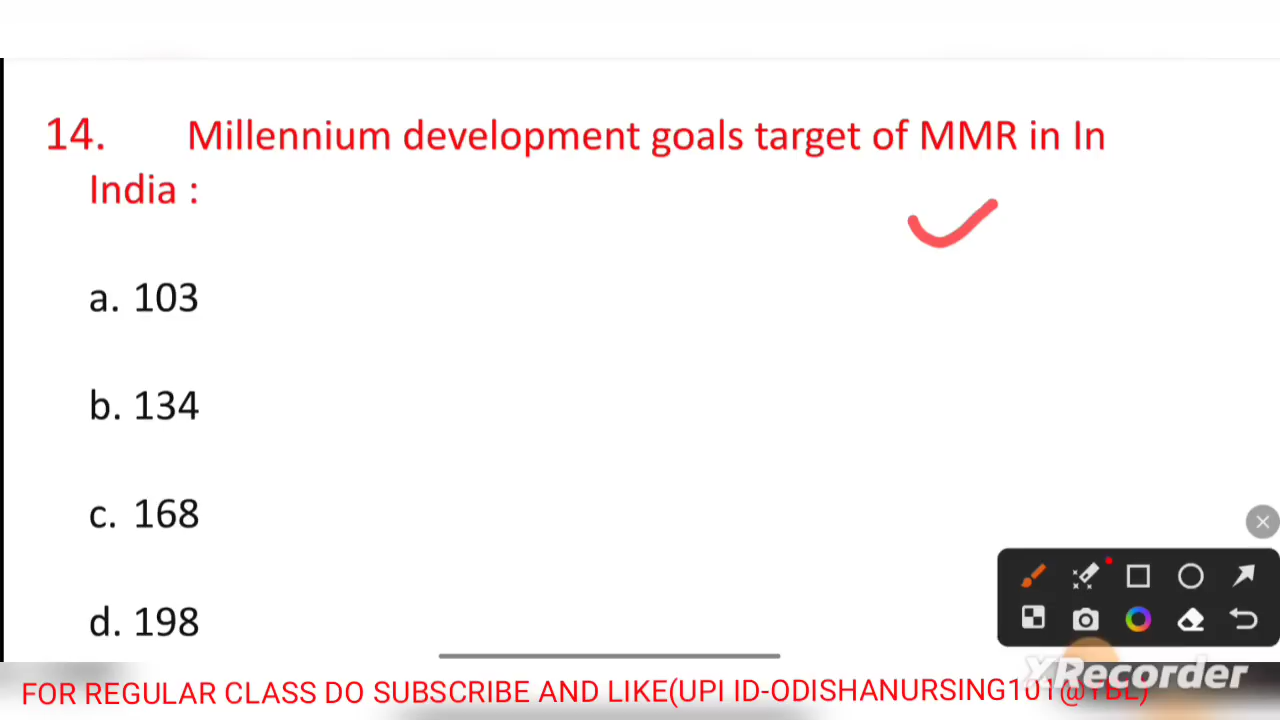 14. Millennium development goals target of MMR in In
India :
a. 103
b. 134
c. 168
d. 198
XRecorder
FOR REGULAR CLASS DO SUBSCRIBE AND LIKE(UPI ID-ODISHANURSING101@YBL)